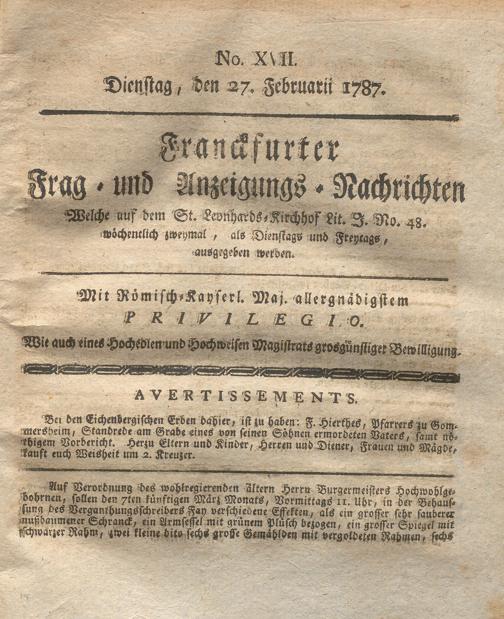 No. XVII.
Dienstag, den 27. Februarii 1787.
Franckfurter
Frag- und Anzeigungs-Nachrichten
Welche auf dem St. Leonhards-Kirchhof Lit. J. No. 48.
wöchentlich zweymal, als Dienstags und Freytags,
ausgegeben werden.
Mit Römisch-Kayserl. Maj. allergnädigstem
PRIVILEGIO.
Wie auch eines Hochedlen und Hochweisen Magistrats grosgünstiger Bewilligung.
AVERTISSEMENTS.
Bei den Eichenbergischen Erben dahier, ist zu haben: F. Hierthes, Pfarrers zu Gom-
mersheim, Standrede am Grabe eines von seinen Söhnen ermordeten Vaters, samt nö-
thigem Vorbericht. Herzu Eltern und Kinder, Herren und Diener, Frauen und Mägde,
kauft euch Weisheit um 2. Kreuzer.
Auf Verordnung des wohlregierenden ältern Herrn Burgermeisters Hochwohlge-
bohrnen, sollen den 7ten künftigen März Monats, Vormittags 11. Uhr, in der Behau-
sung des Vergantungsschreibers Fay verschiedene Effekten, als ein grosser sehr sauberer
nußbaumener Schranck, ein Armsessel mit grünem Plüsch bezogen, ein grosser Spiegel mit
schwarzer Rahm, zwei kleine dito sechs grosse Gemählden mit vergoldeten Rahmen, sechs